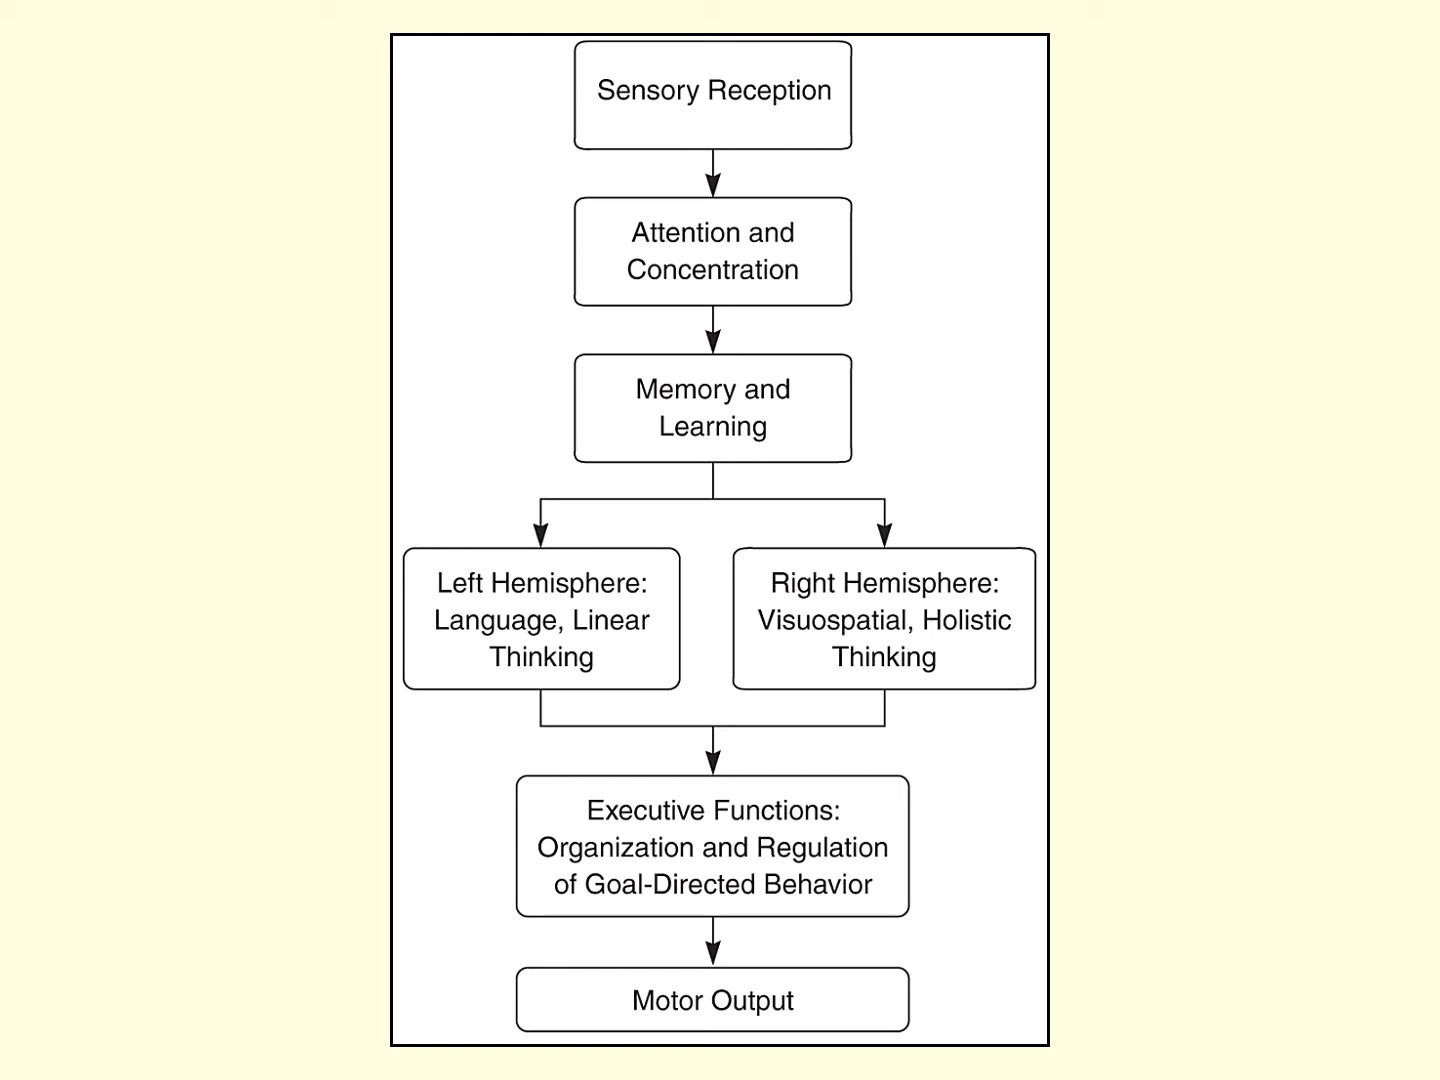 Sensory Reception
Attention and
Concentration
Memory and
Learning
Left Hemisphere:
Language, Linear
Thinking
Right Hemisphere:
Visuospatial, Holistic
Thinking
Executive Functions:
Organization and Regulation
of Goal-Directed Behavior
Motor Output